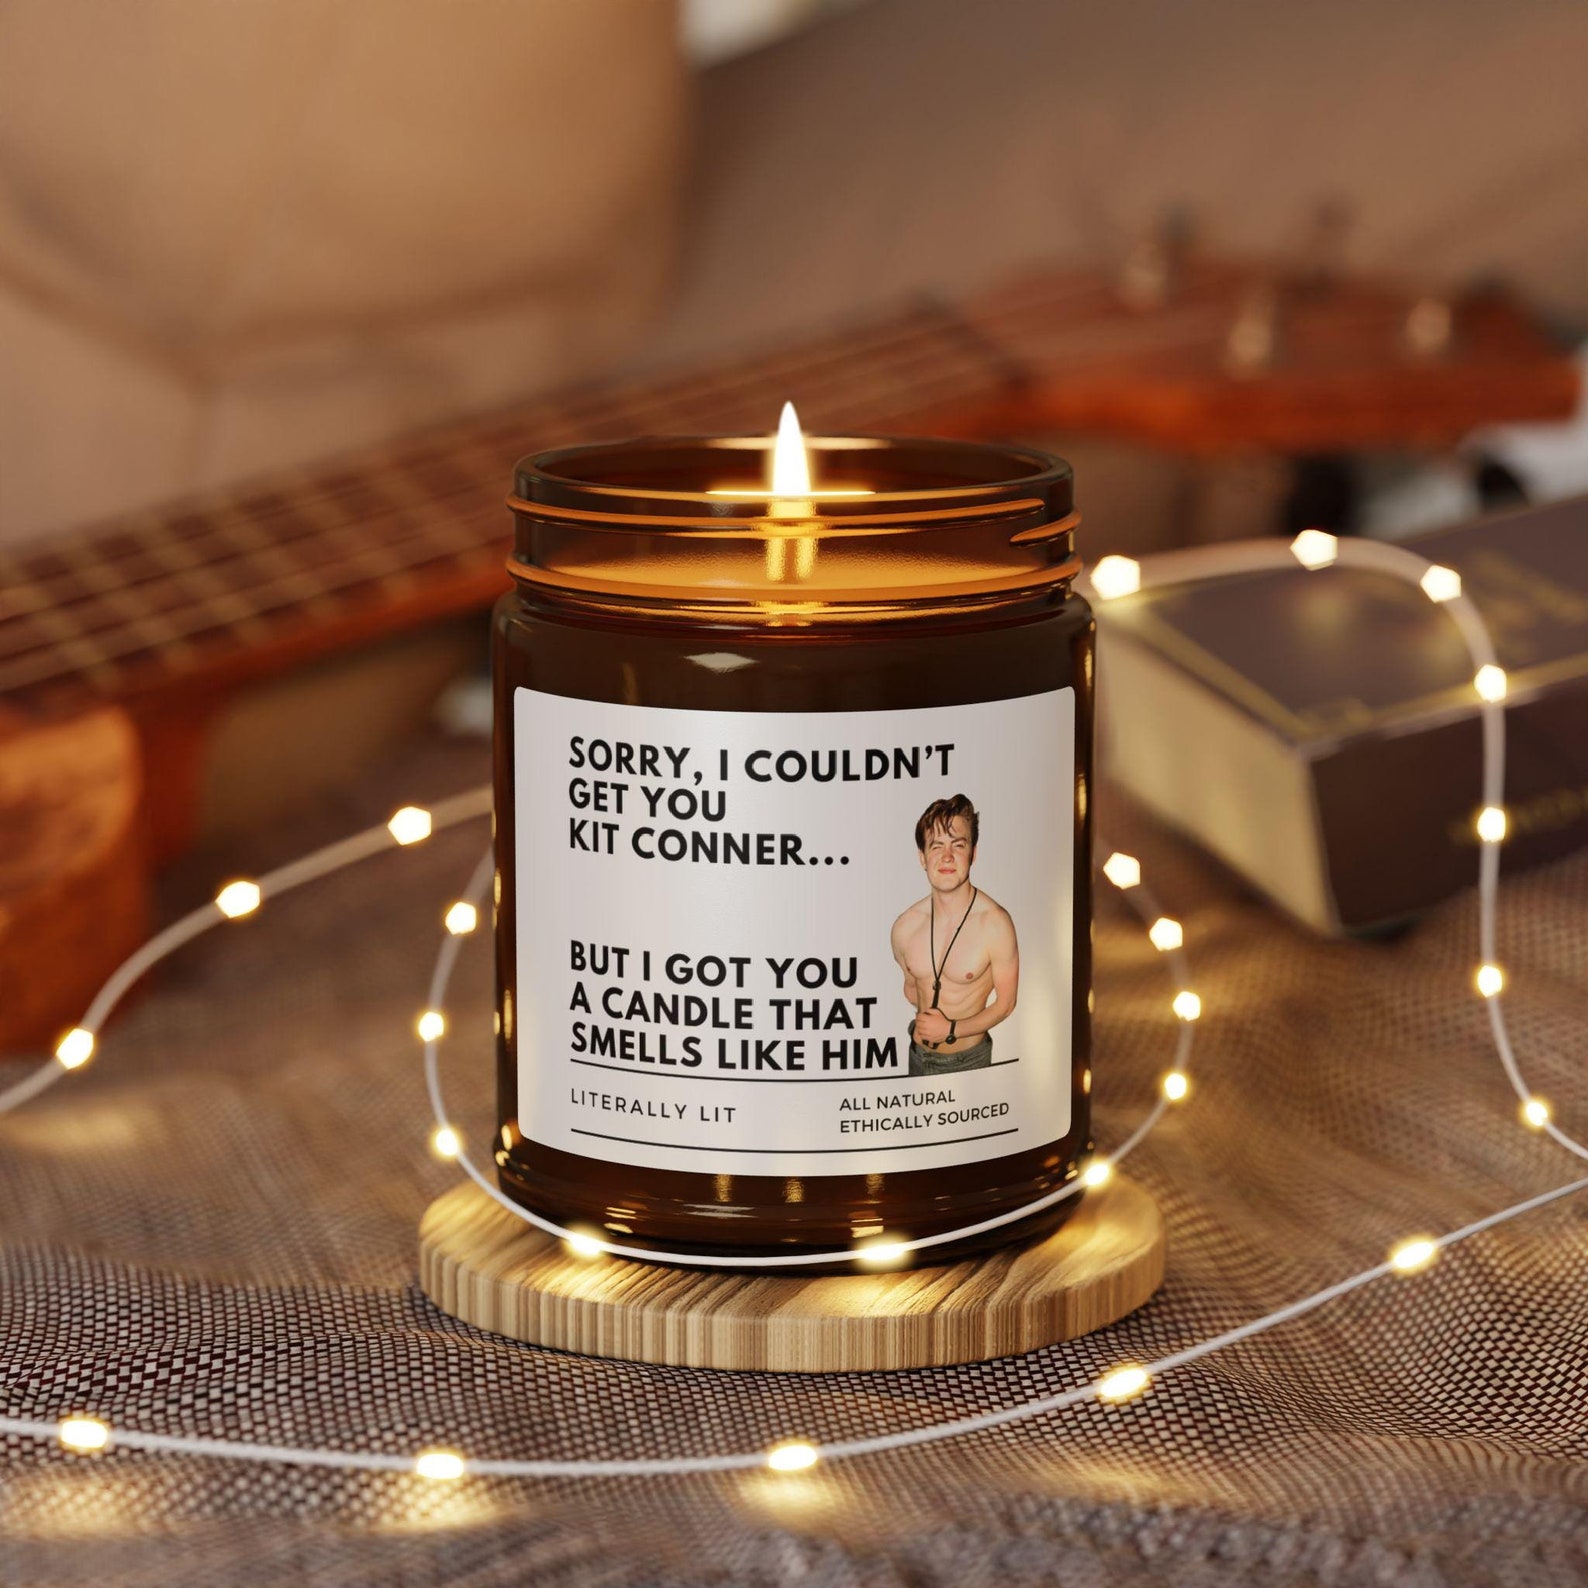 SORRY, I COULDN'T
GET YOU
KIT CONNER...
BUT I GOT YOU
A CANDLE THAT
SMELLS LIKE HIM
LITERALLY LIT
ALL NATURAL
ETHICALLY SOURCED